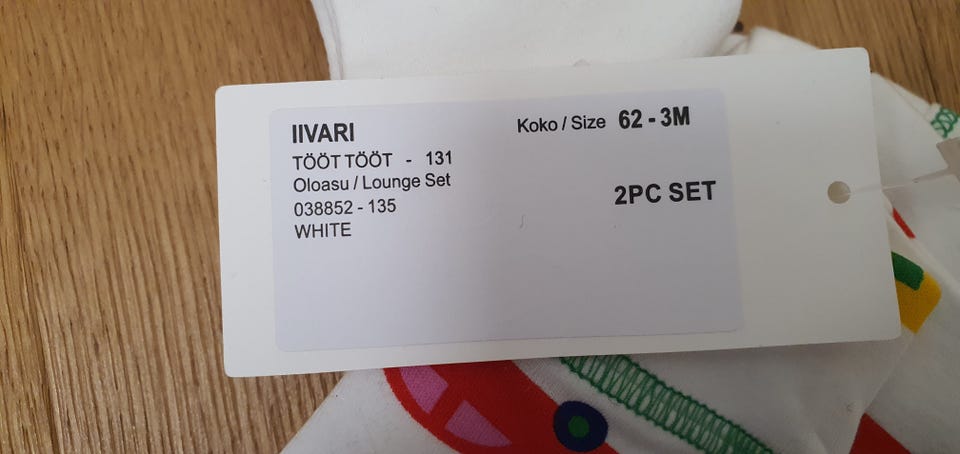 IIVARI
Koko / Size 62 - 3M
TÖÖT TÖÖT - 131
Oloasu / Lounge Set
2PC SET
038852 - 135
WHITE